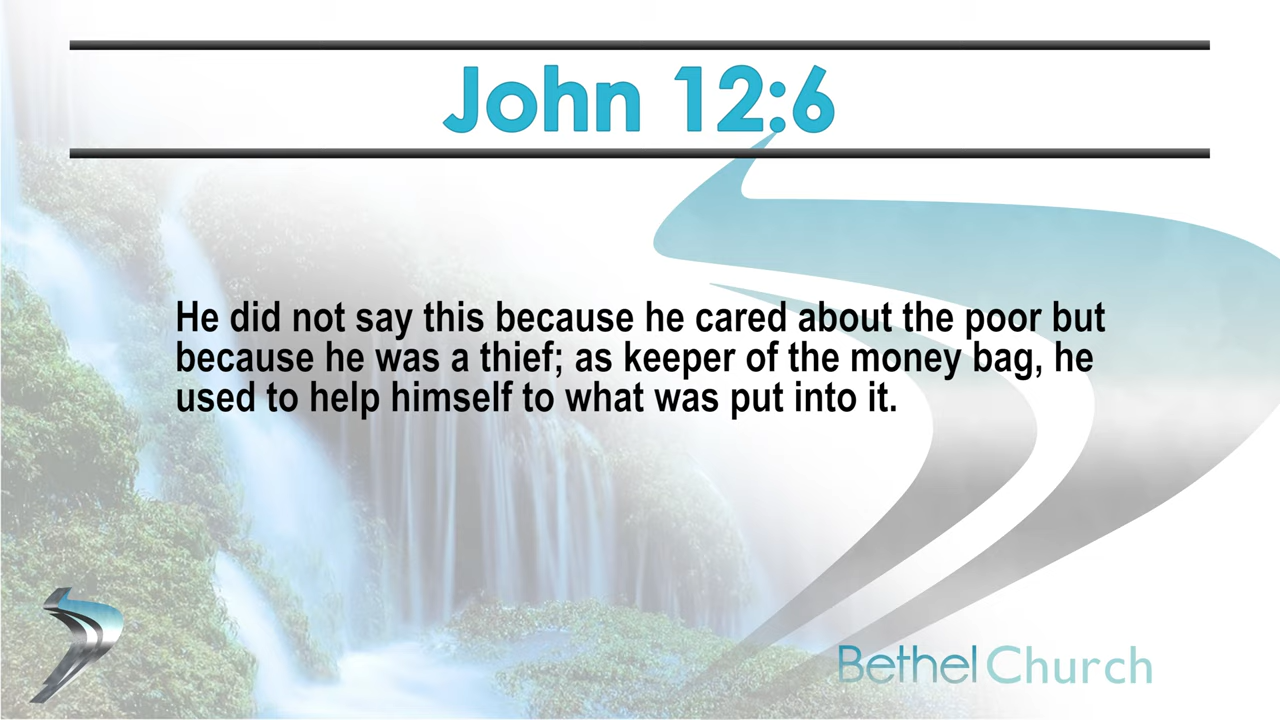 John 12:6
He did not say this because he cared about the poor but
because he was a thief; as keeper of the money bag, he
used to help himself to what was put into it.
Bethel Church